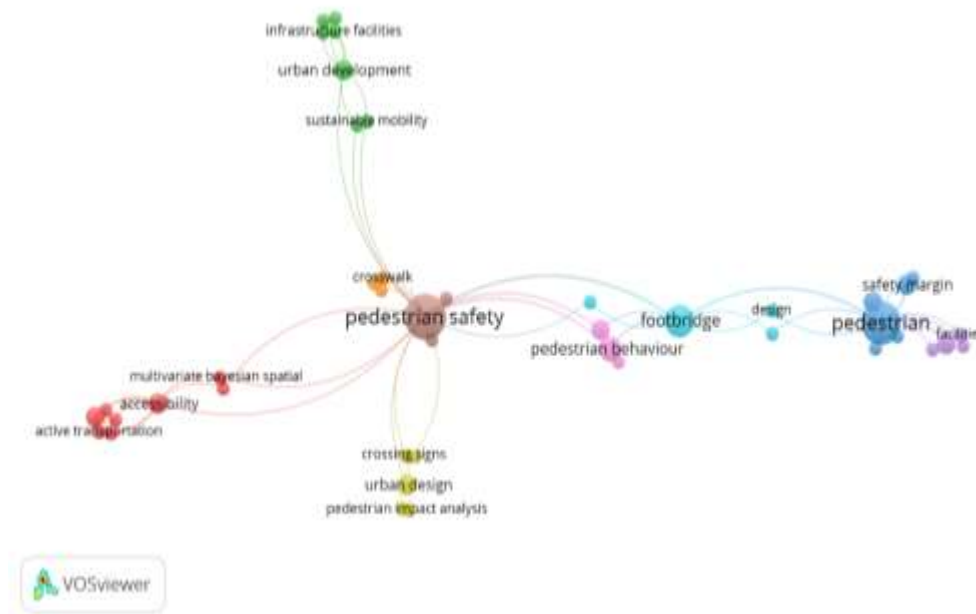 infrastructure facilities
urban development
sustainable mobility
crosswalk
safety margin
pedestrian safety
footbridge
design
pedestrian
facilitie
pedestrian behaviour
multivariate bayesian spatial
accessibility
active transportation
crossing signs
urban design
pedestrian impact analysis
VOSviewer